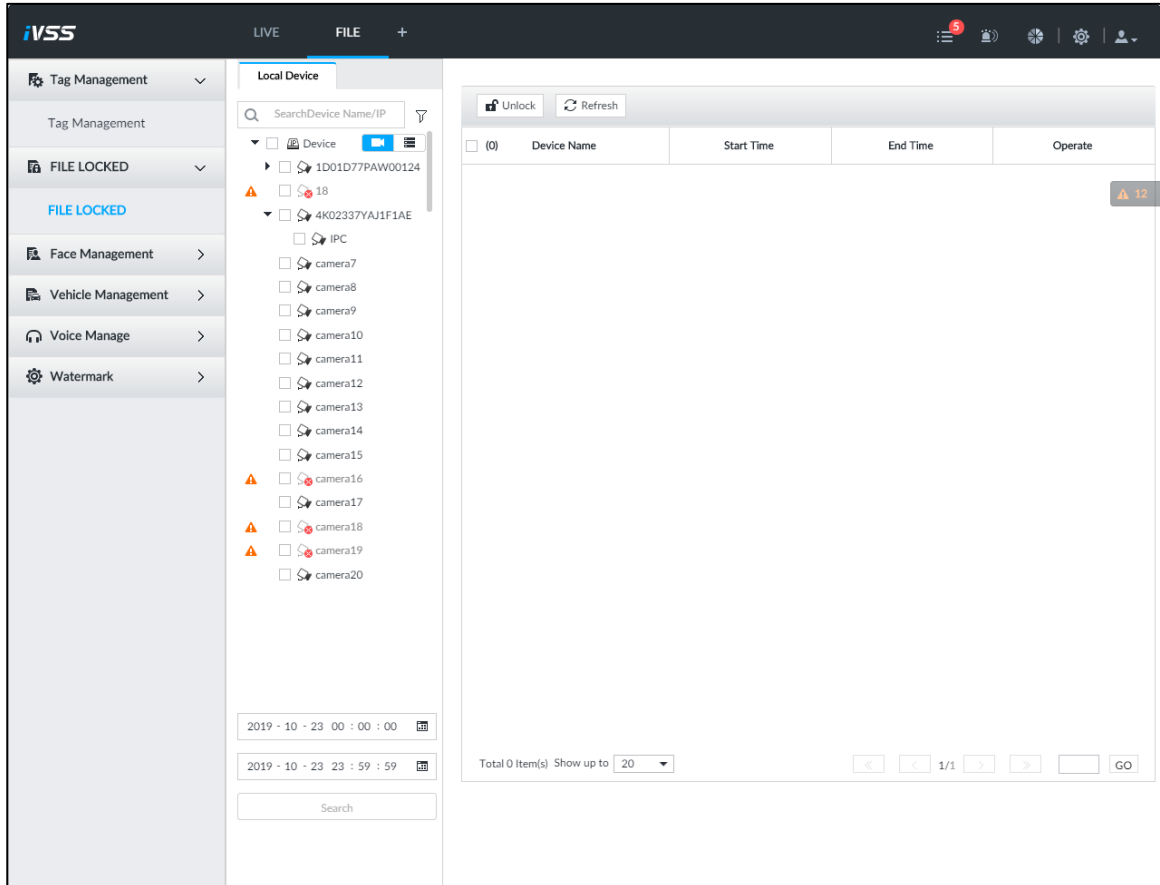 iVSS
LIVE
FILE
+
5
Tag Management
Tag Management
FILE LOCKED
FILE LOCKED
Face Management
Vehicle Management
Voice Manage
Watermark
Local Device
SearchDevice Name/IP
Device
1D01D77PAW00124
18
4K02337YAJ1F1AE
IPC
camera7
camera8
camera9
camera10
camera11
camera12
camera13
camera14
camera15
camera16
camera17
camera18
camera19
camera20
2019 - 10 - 23 00 : 00 : 00
2019 - 10 - 23 23 : 59 : 59
Search
Unlock Refresh
(0) Device Name Start Time End Time Operate
12
Total 0 Item(s) Show up to 20 1/1 GO